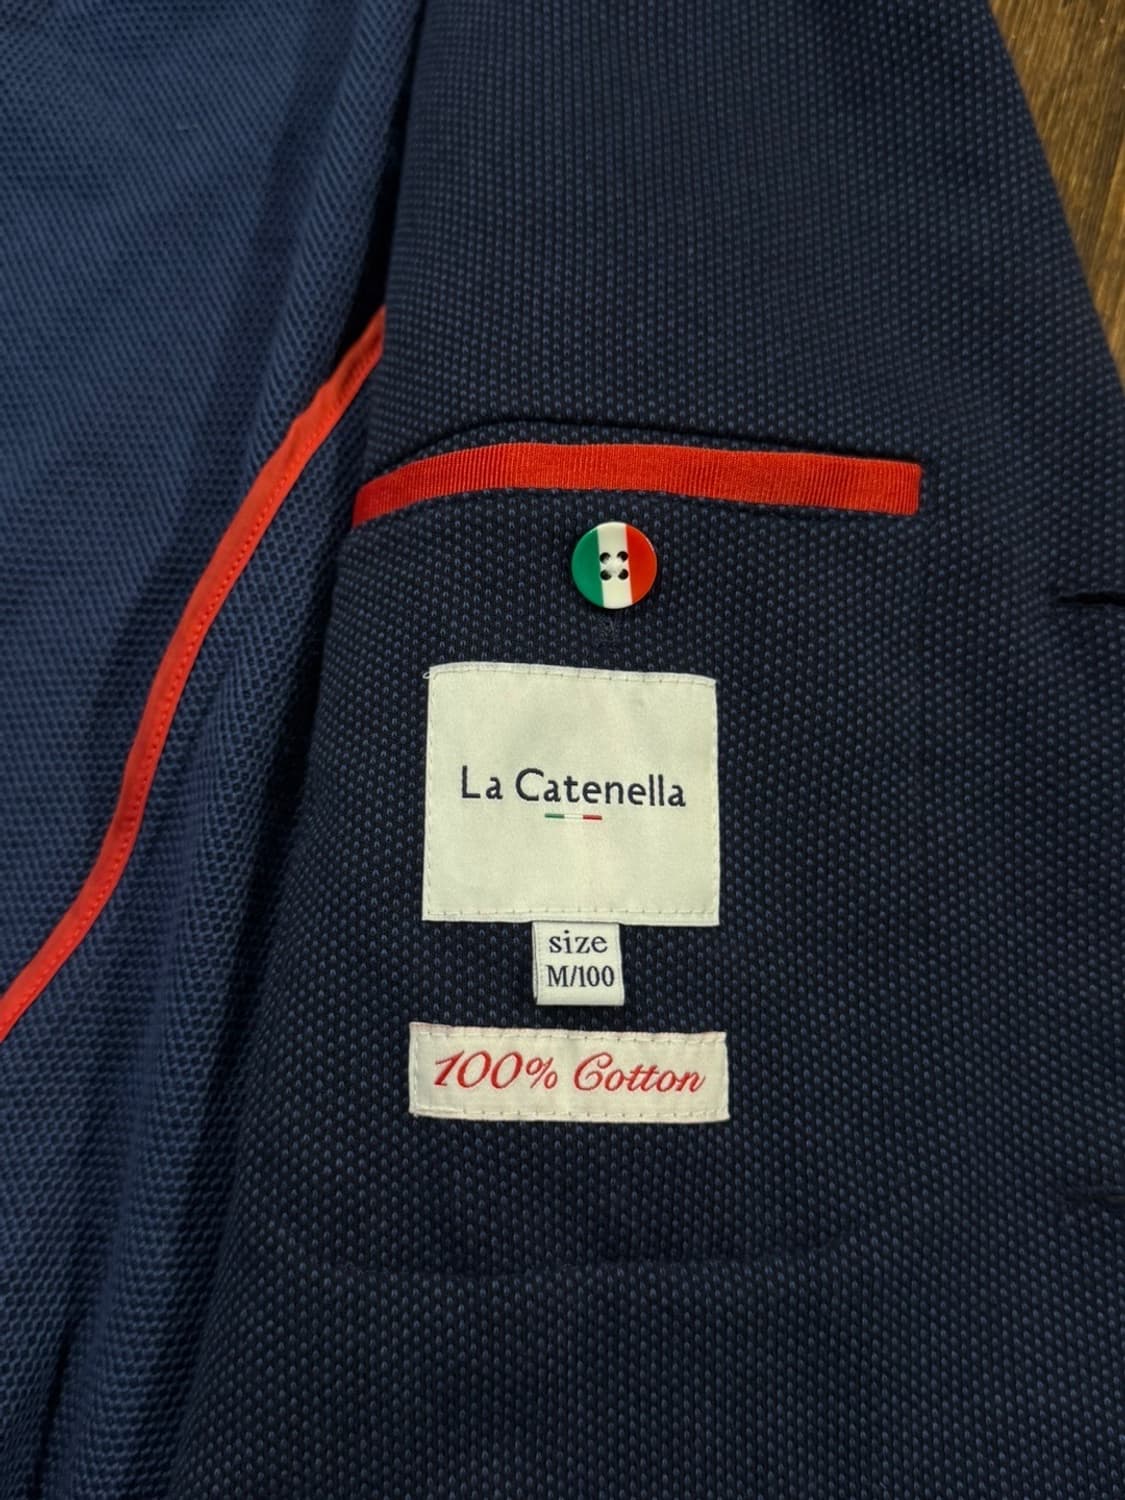 La Catenella
size
M/100
100% Cotton